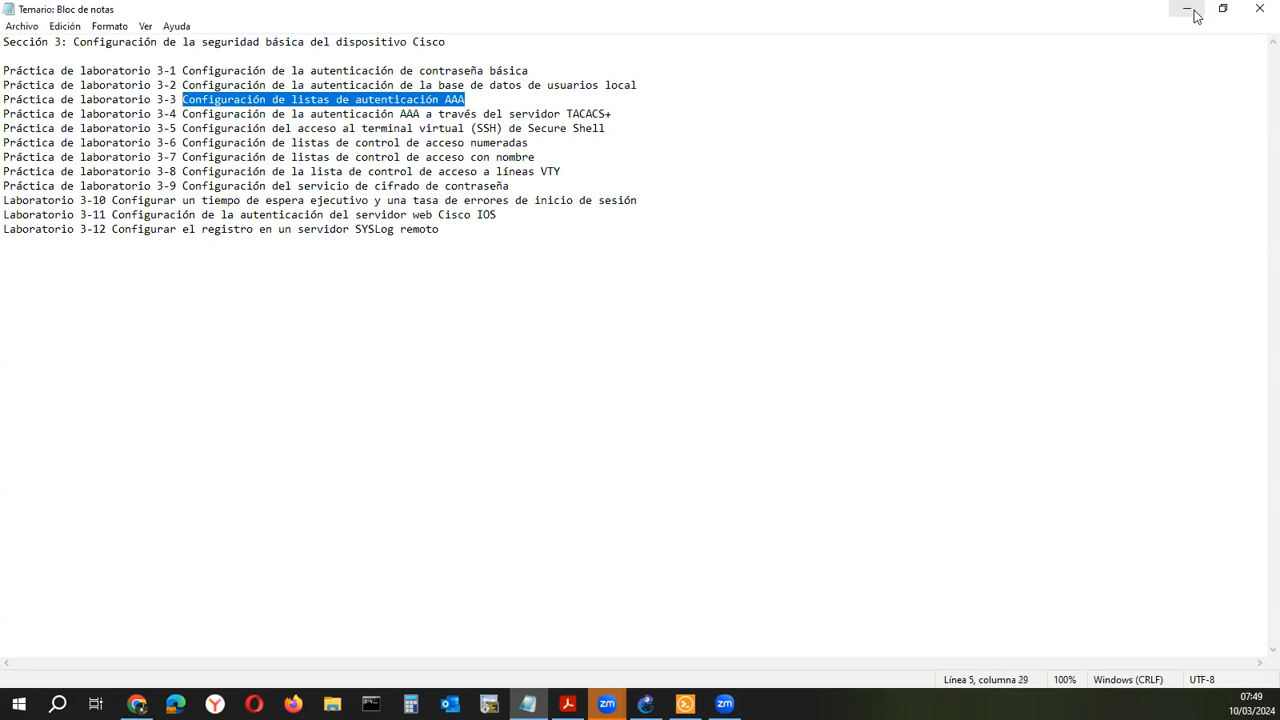 Temario: Bloc de notas
Archivo Edición Formato Ver Ayuda
Sección 3: Configuración de la seguridad básica del dispositivo Cisco
Práctica de laboratorio 3-1 Configuración de la autenticación de contraseña básica
Práctica de laboratorio 3-2 Configuración de la autenticación de la base de datos de usuarios local
Práctica de laboratorio 3-3 Configuración de listas de autenticación AAA
Práctica de laboratorio 3-4 Configuración de la autenticación AAA a través del servidor TACACS+
Práctica de laboratorio 3-5 Configuración del acceso al terminal virtual (SSH) de Secure Shell
Práctica de laboratorio 3-6 Configuración de listas de control de acceso numeradas
Práctica de laboratorio 3-7 Configuración de listas de control de acceso con nombre
Práctica de laboratorio 3-8 Configuración de la lista de control de acceso a líneas VTY
Práctica de laboratorio 3-9 Configuración del servicio de cifrado de contraseña
Laboratorio 3-10 Configurar un tiempo de espera ejecutivo y una tasa de errores de inicio de sesión
Laboratorio 3-11 Configuración de la autenticación del servidor web Cisco IOS
Laboratorio 3-12 Configurar el registro en un servidor SYSLog remoto
Línea 5, columna 29 100% Windows (CRLF) UTF-8
zm zm
07:49
10/03/2024